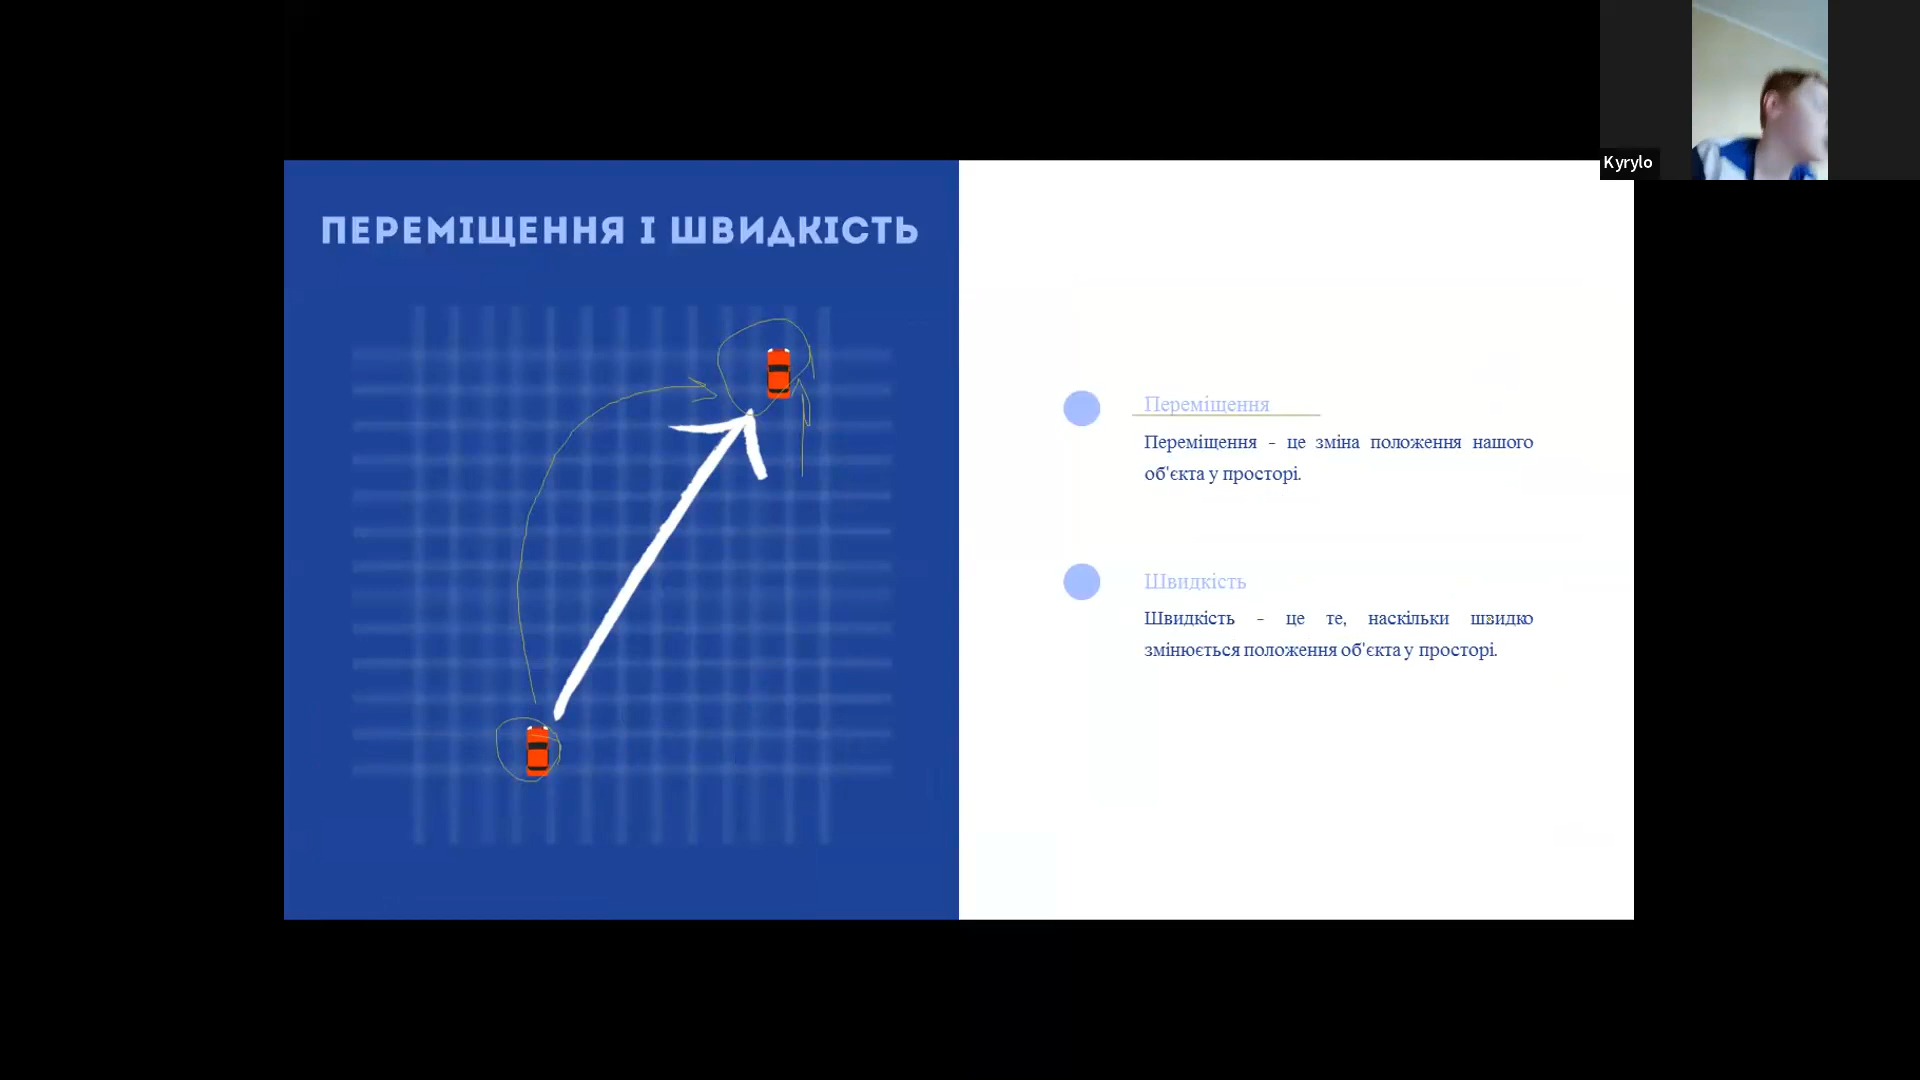 Kyrylo
ПЕРЕМІЩЕННЯ І ШВИДКІСТЬ
Переміщення
Переміщення - це зміна положення нашого
об'єкта у просторі.
Швидкість
Швидкість - це те, наскільки швидко
змінюється положення об'єкта у просторі.